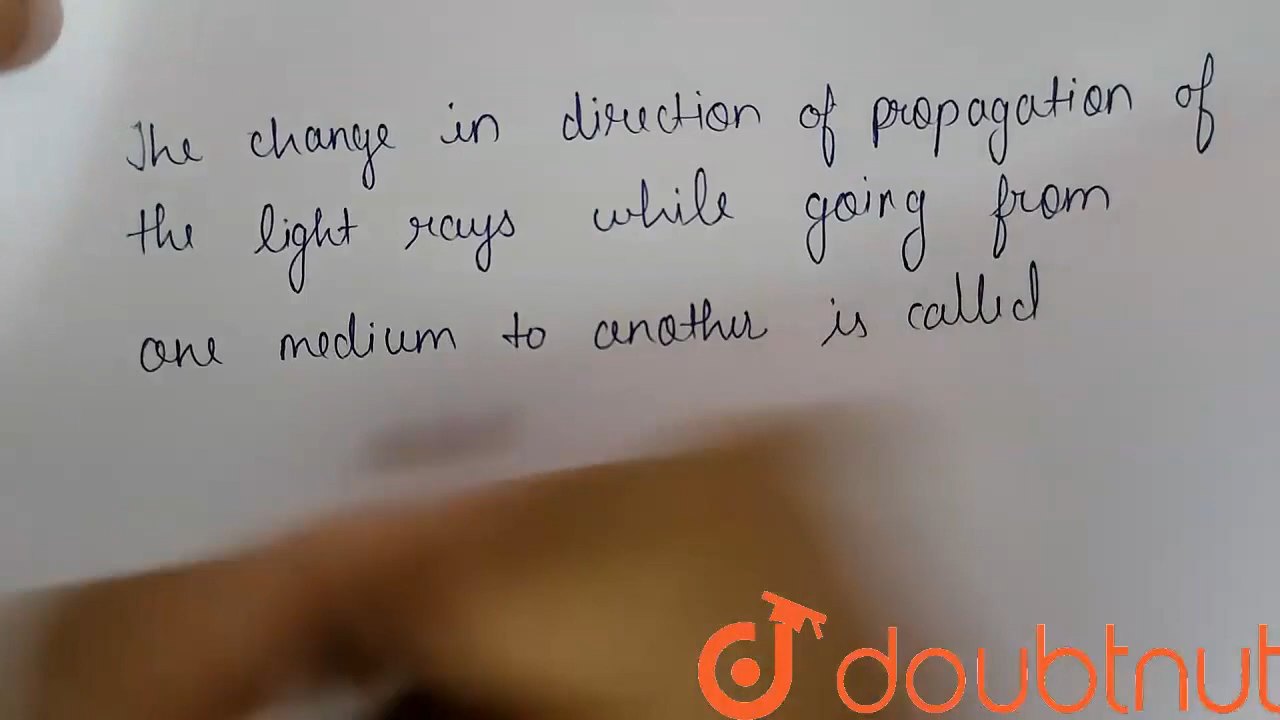 The change in direction of propagation of
the light rays while going from
one medium to another is called
doubtnut